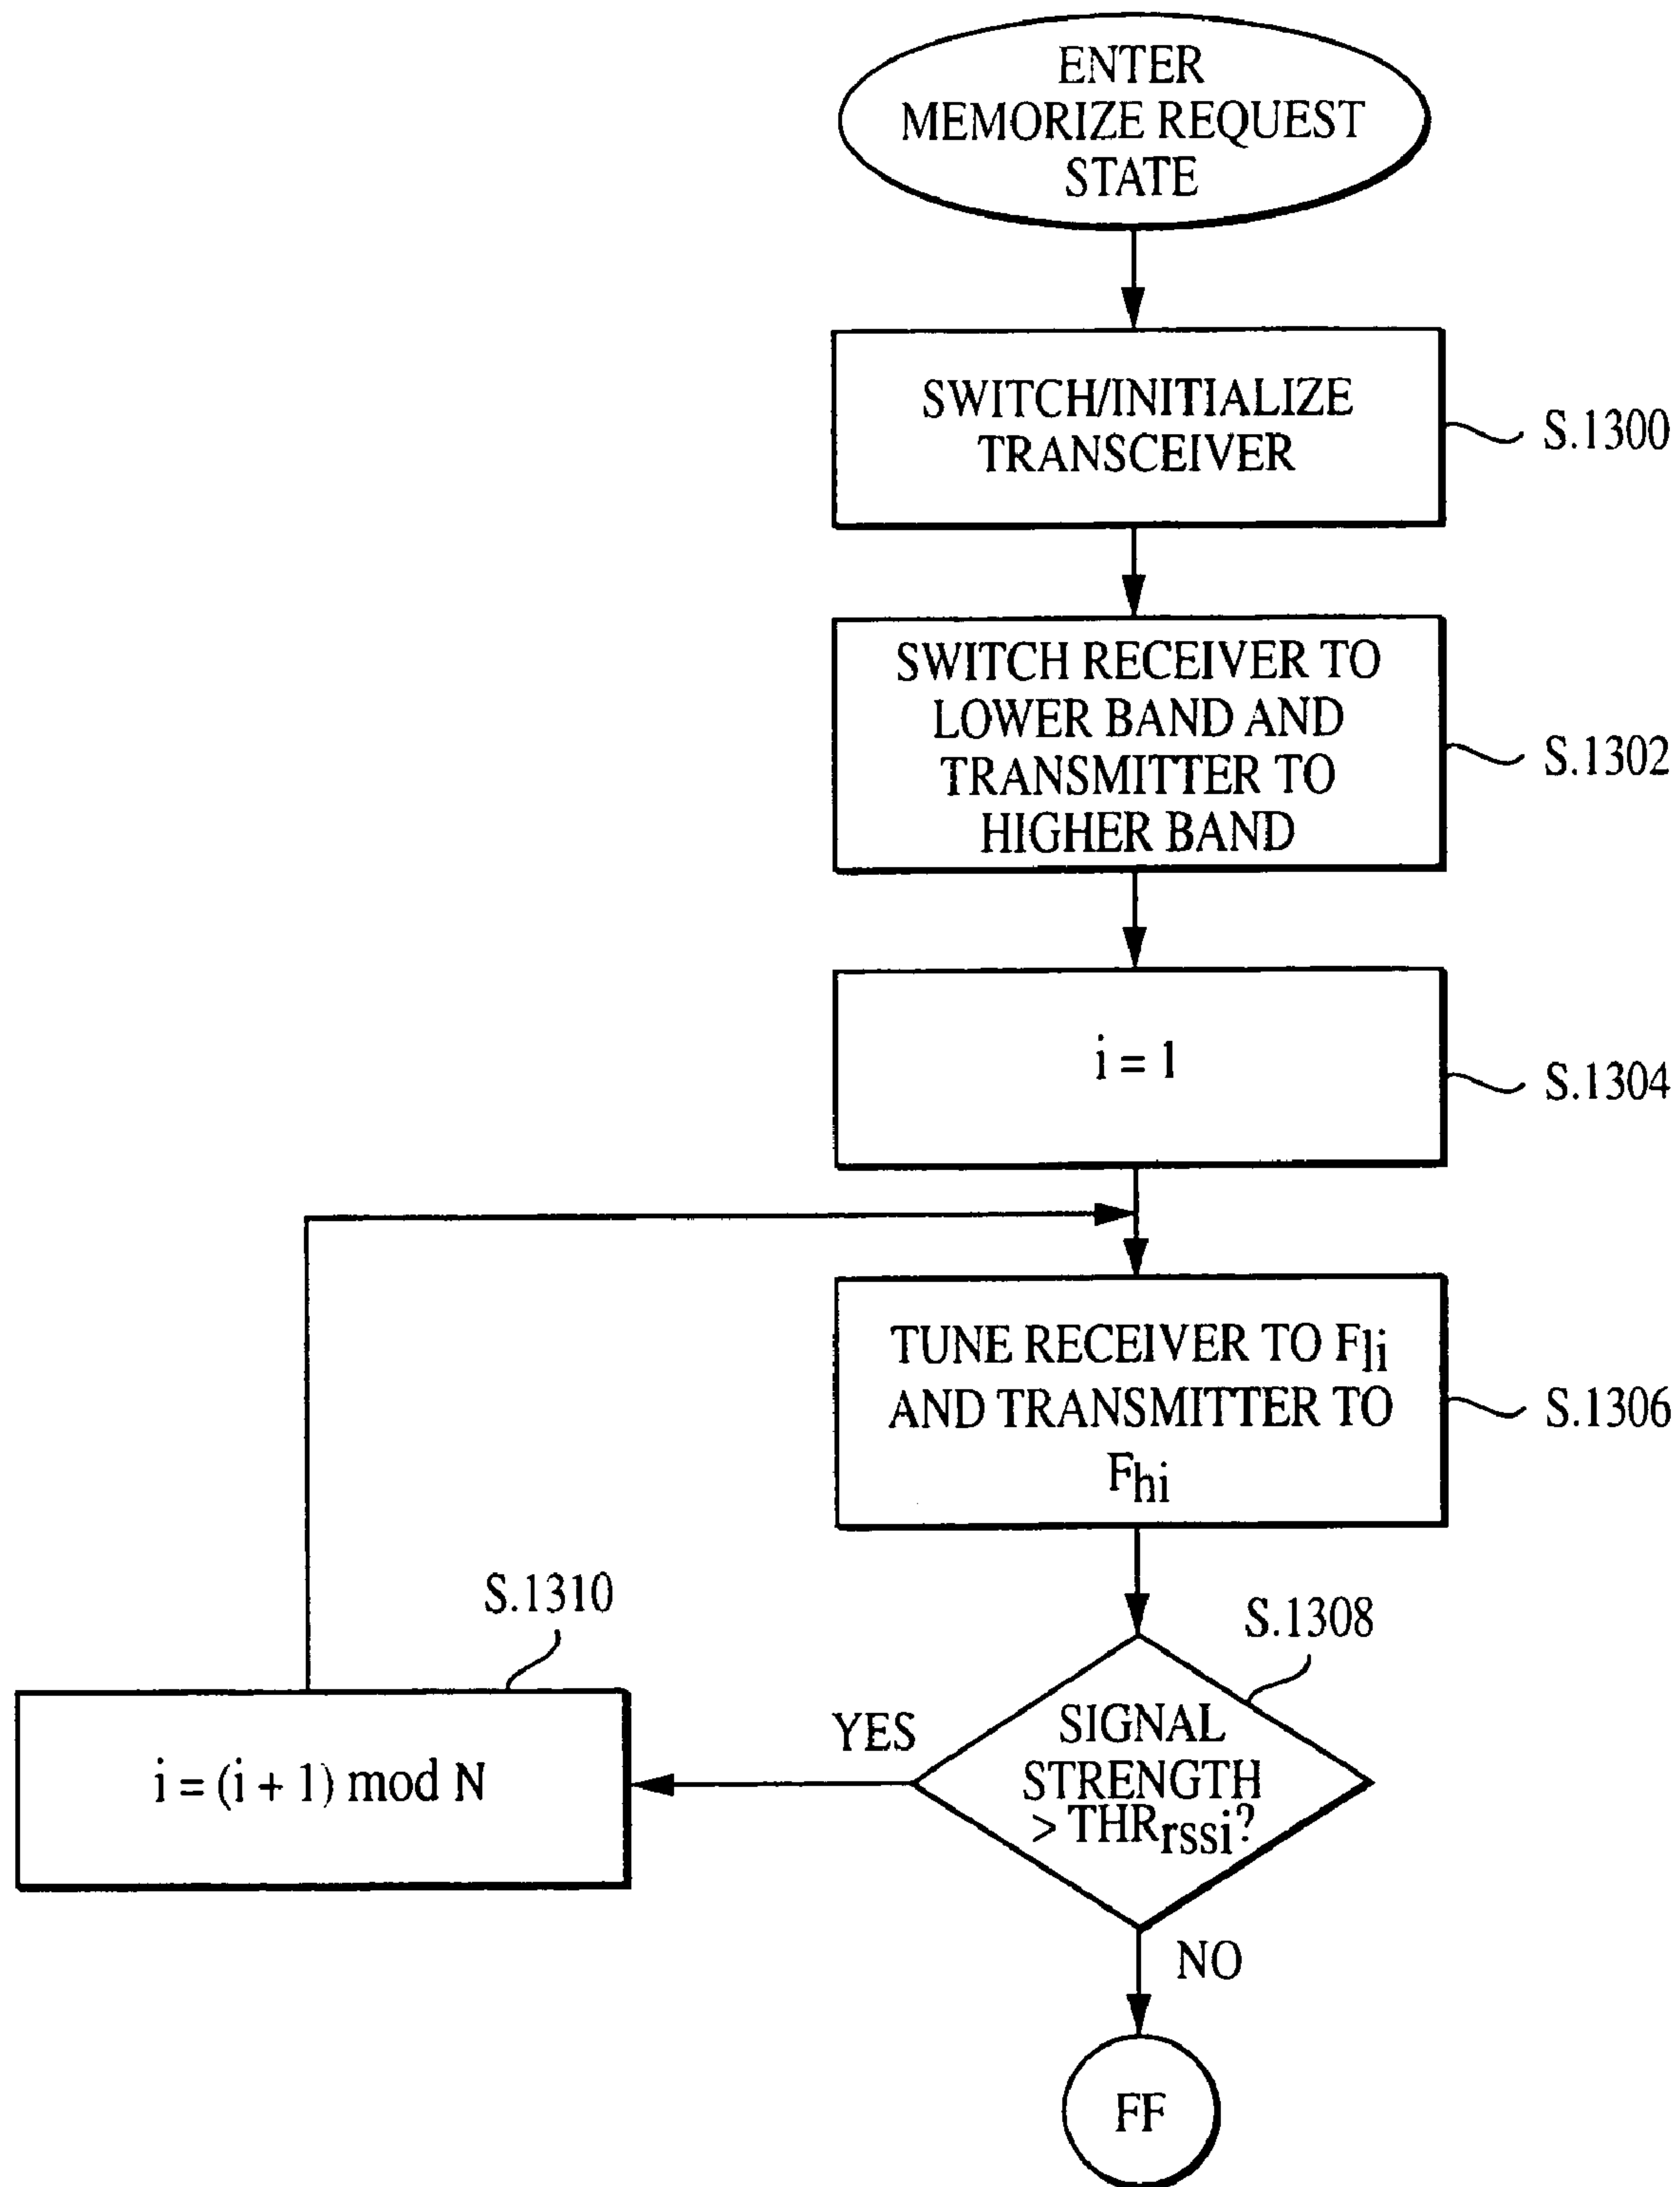 ENTER
MEMORIZE REQUEST
STATE
SWITCH/INITIALIZE
TRANSCEIVER
S.1300
SWITCH RECEIVER TO
LOWER BAND AND
TRANSMITTER TO
HIGHER BAND
S.1302
i = 1
S.1304
TUNE RECEIVER TO Fli
AND TRANSMITTER TO
Fhi
S.1306
S.1310
i = (i + 1) mod N
YES
S.1308
SIGNAL
STRENGTH
> THRrssi?
NO
FF